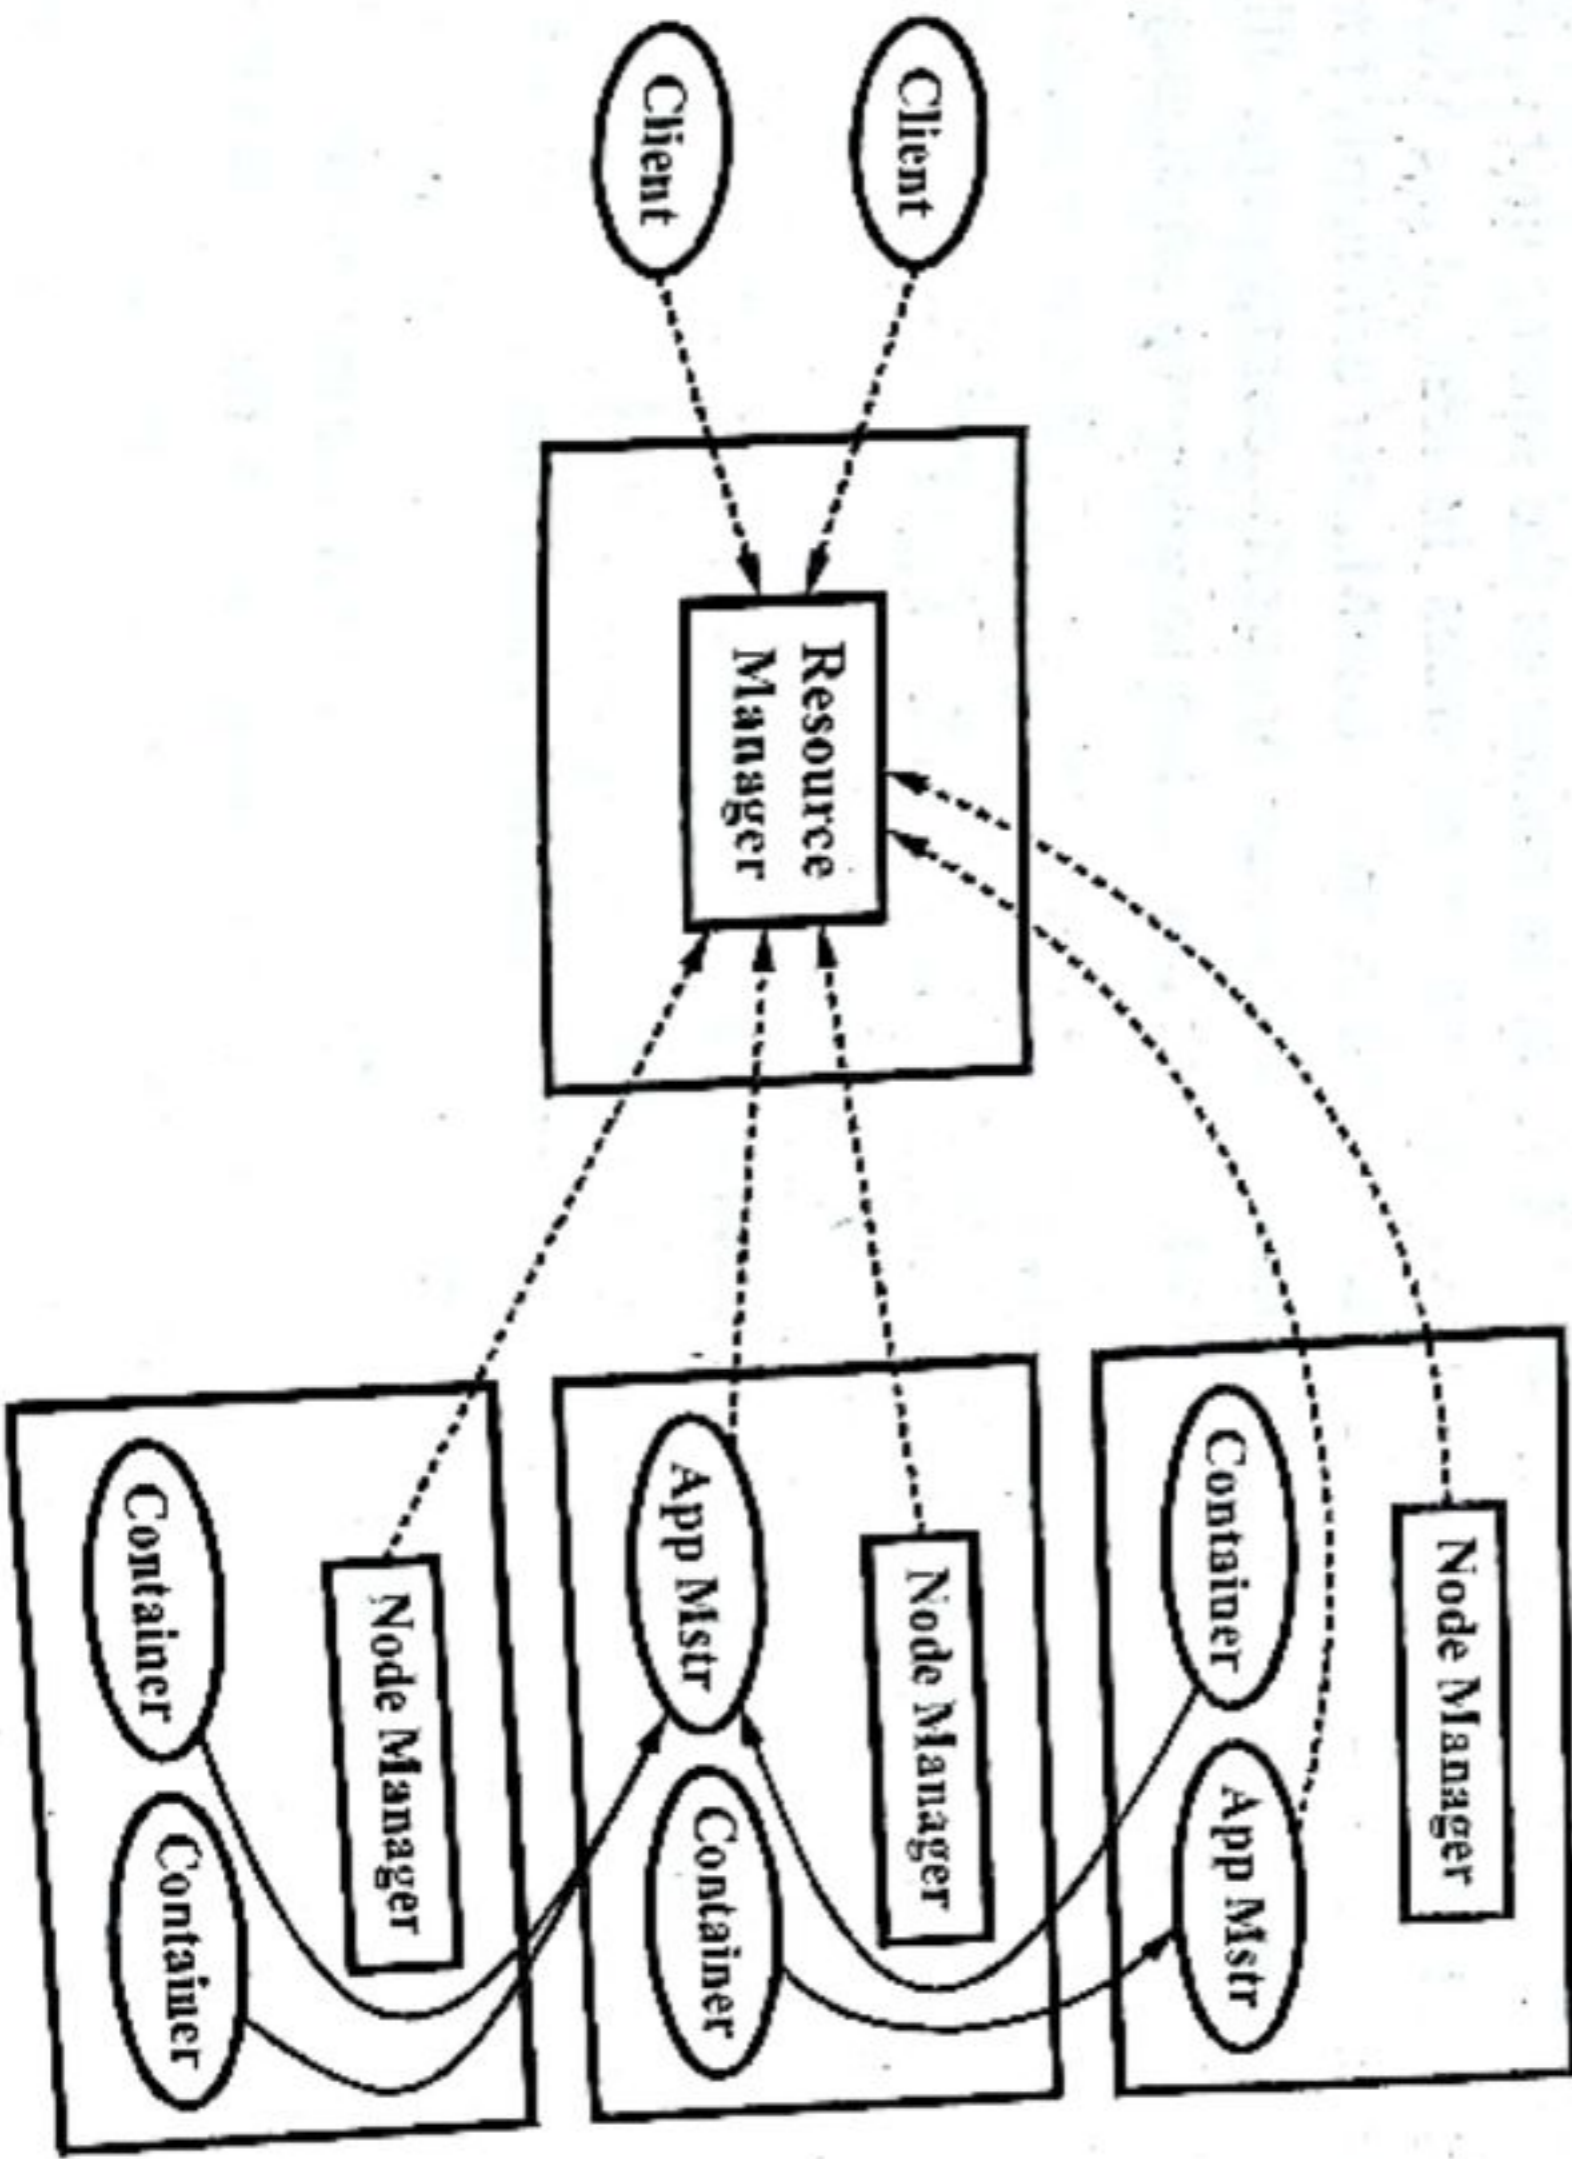 Client
Client
Resource
Manager
Node Manager
Container
App Mstr
Node Manager
App Mstr
Container
Node Manager
Container
Container